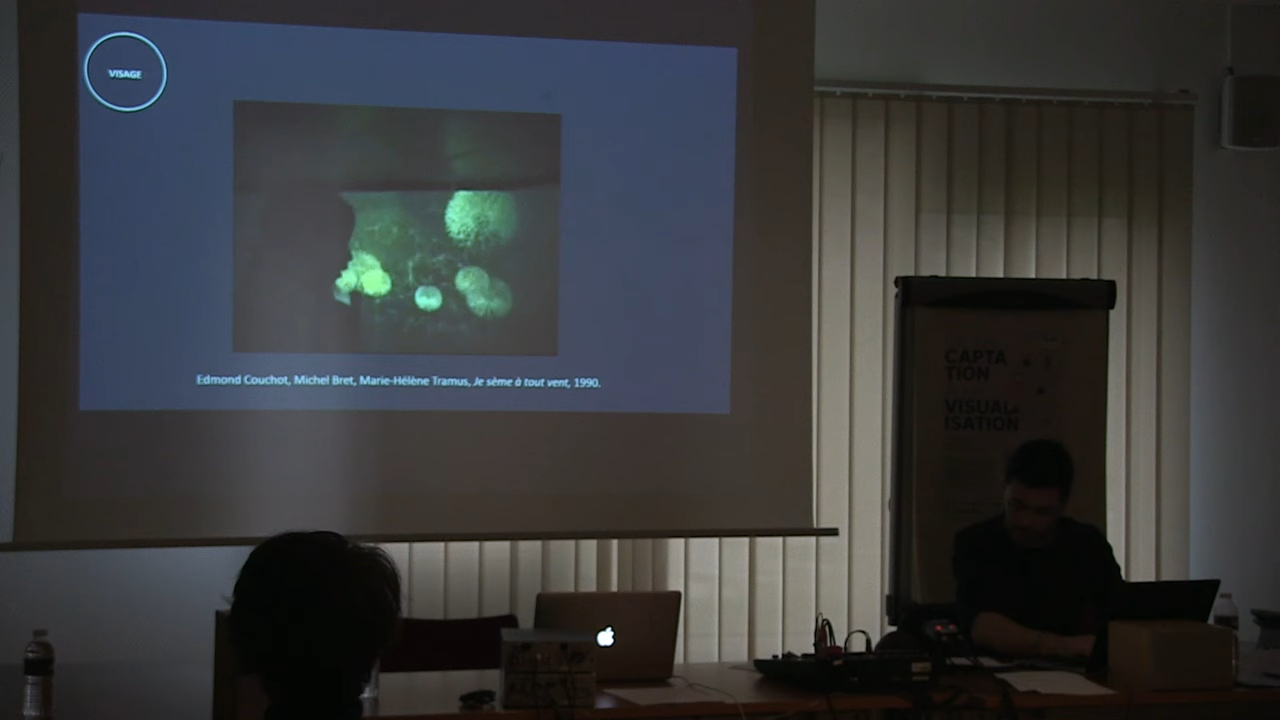 VISAGE
Edmond Couchot, Michel Bret, Marie-Hélène Tramus, Je sème à tout vent, 1990.
CAPTA
TION
VISUAL
ISATION